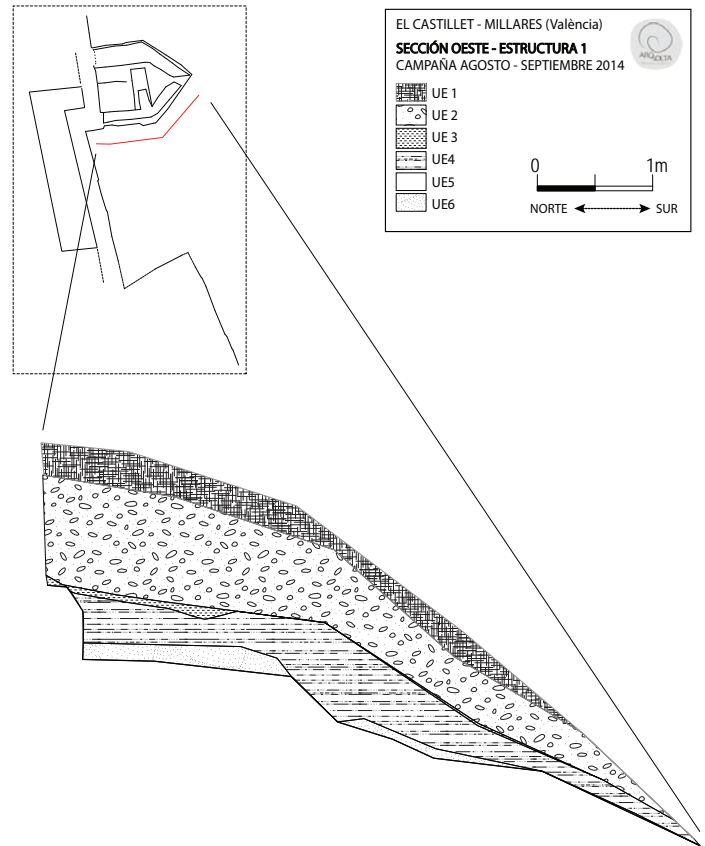 EL CASTILLET - MILLARES (València)
SECCIÓN OESTE - ESTRUCTURA 1
CAMPAÑA AGOSTO - SEPTIEMBRE 2014
UE 1
UE 2
UE 3
UE4
UE5
UE6
0 1m
NORTE SUR